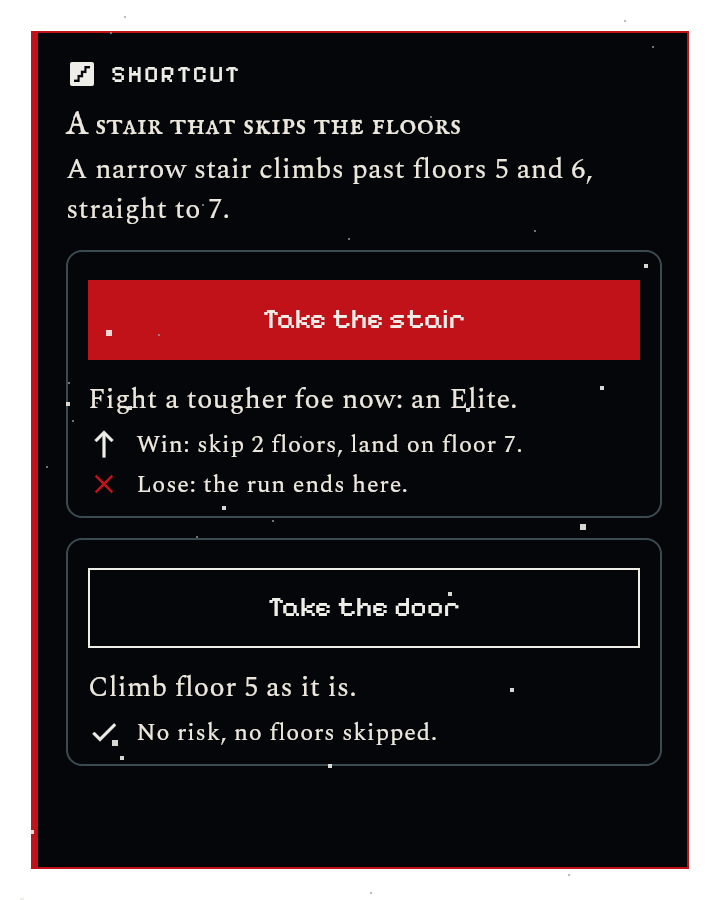 SHORTCUT
A stair that skips the floors
A narrow stair climbs past floors 5 and 6,
straight to 7.
Take the stair
Fight a tougher foe now: an Elite.
Win: skip 2 floors, land on floor 7.
Lose: the run ends here.
Take the door
Climb floor 5 as it is.
No risk, no floors skipped.